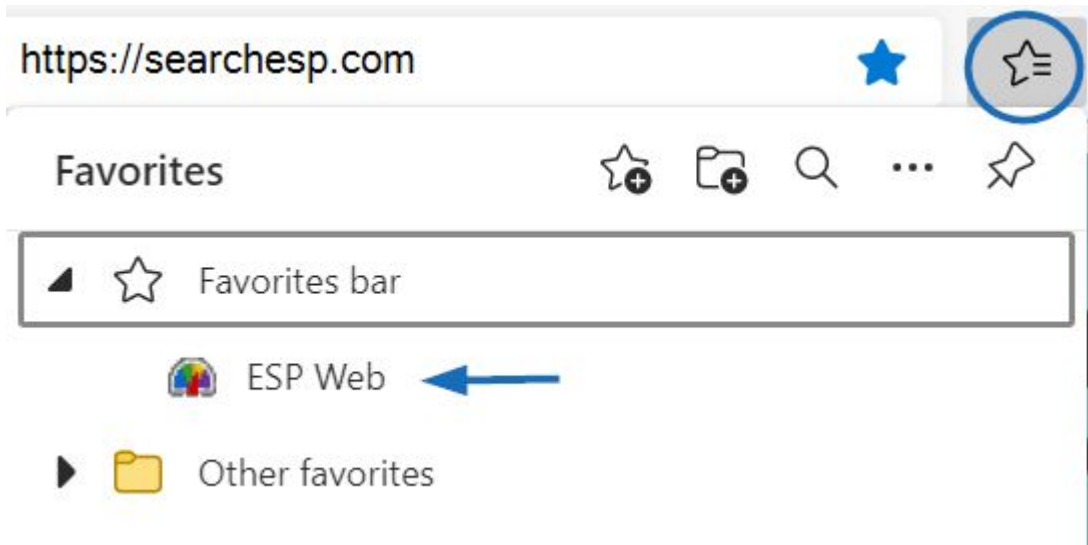 https://searchesp.com
Favorites
Favorites bar
ESP Web
Other favorites